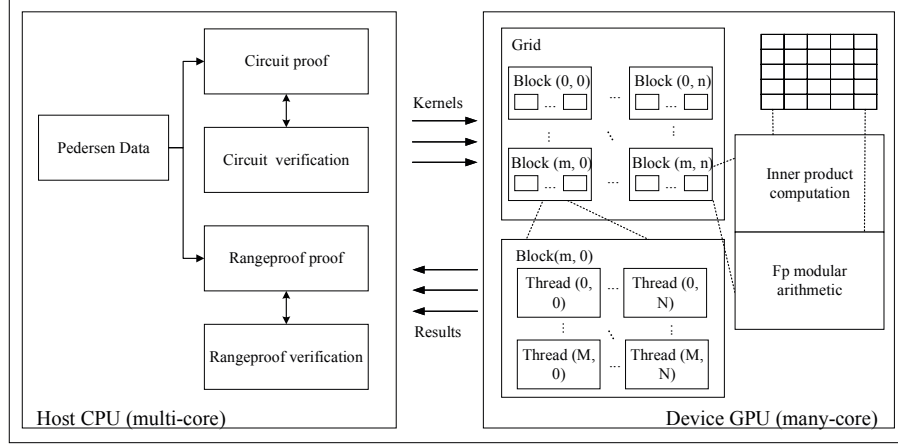 Circuit proof
Pedersen Data
Circuit verification
Rangeproof proof
Rangeproof verification
Host CPU (multi-core)
Kernels
Results
Grid
Block (0, 0)
...
...
Block (0, n)
...
...
...
...
Block (m, 0)
...
...
Block (m, n)
...
Inner product
computation
Fp modular
arithmetic
Block(m, 0)
Thread (0,
0)
...
Thread (0,
N)
...
...
...
Thread (M,
0)
...
Thread (M,
N)
Device GPU (many-core)